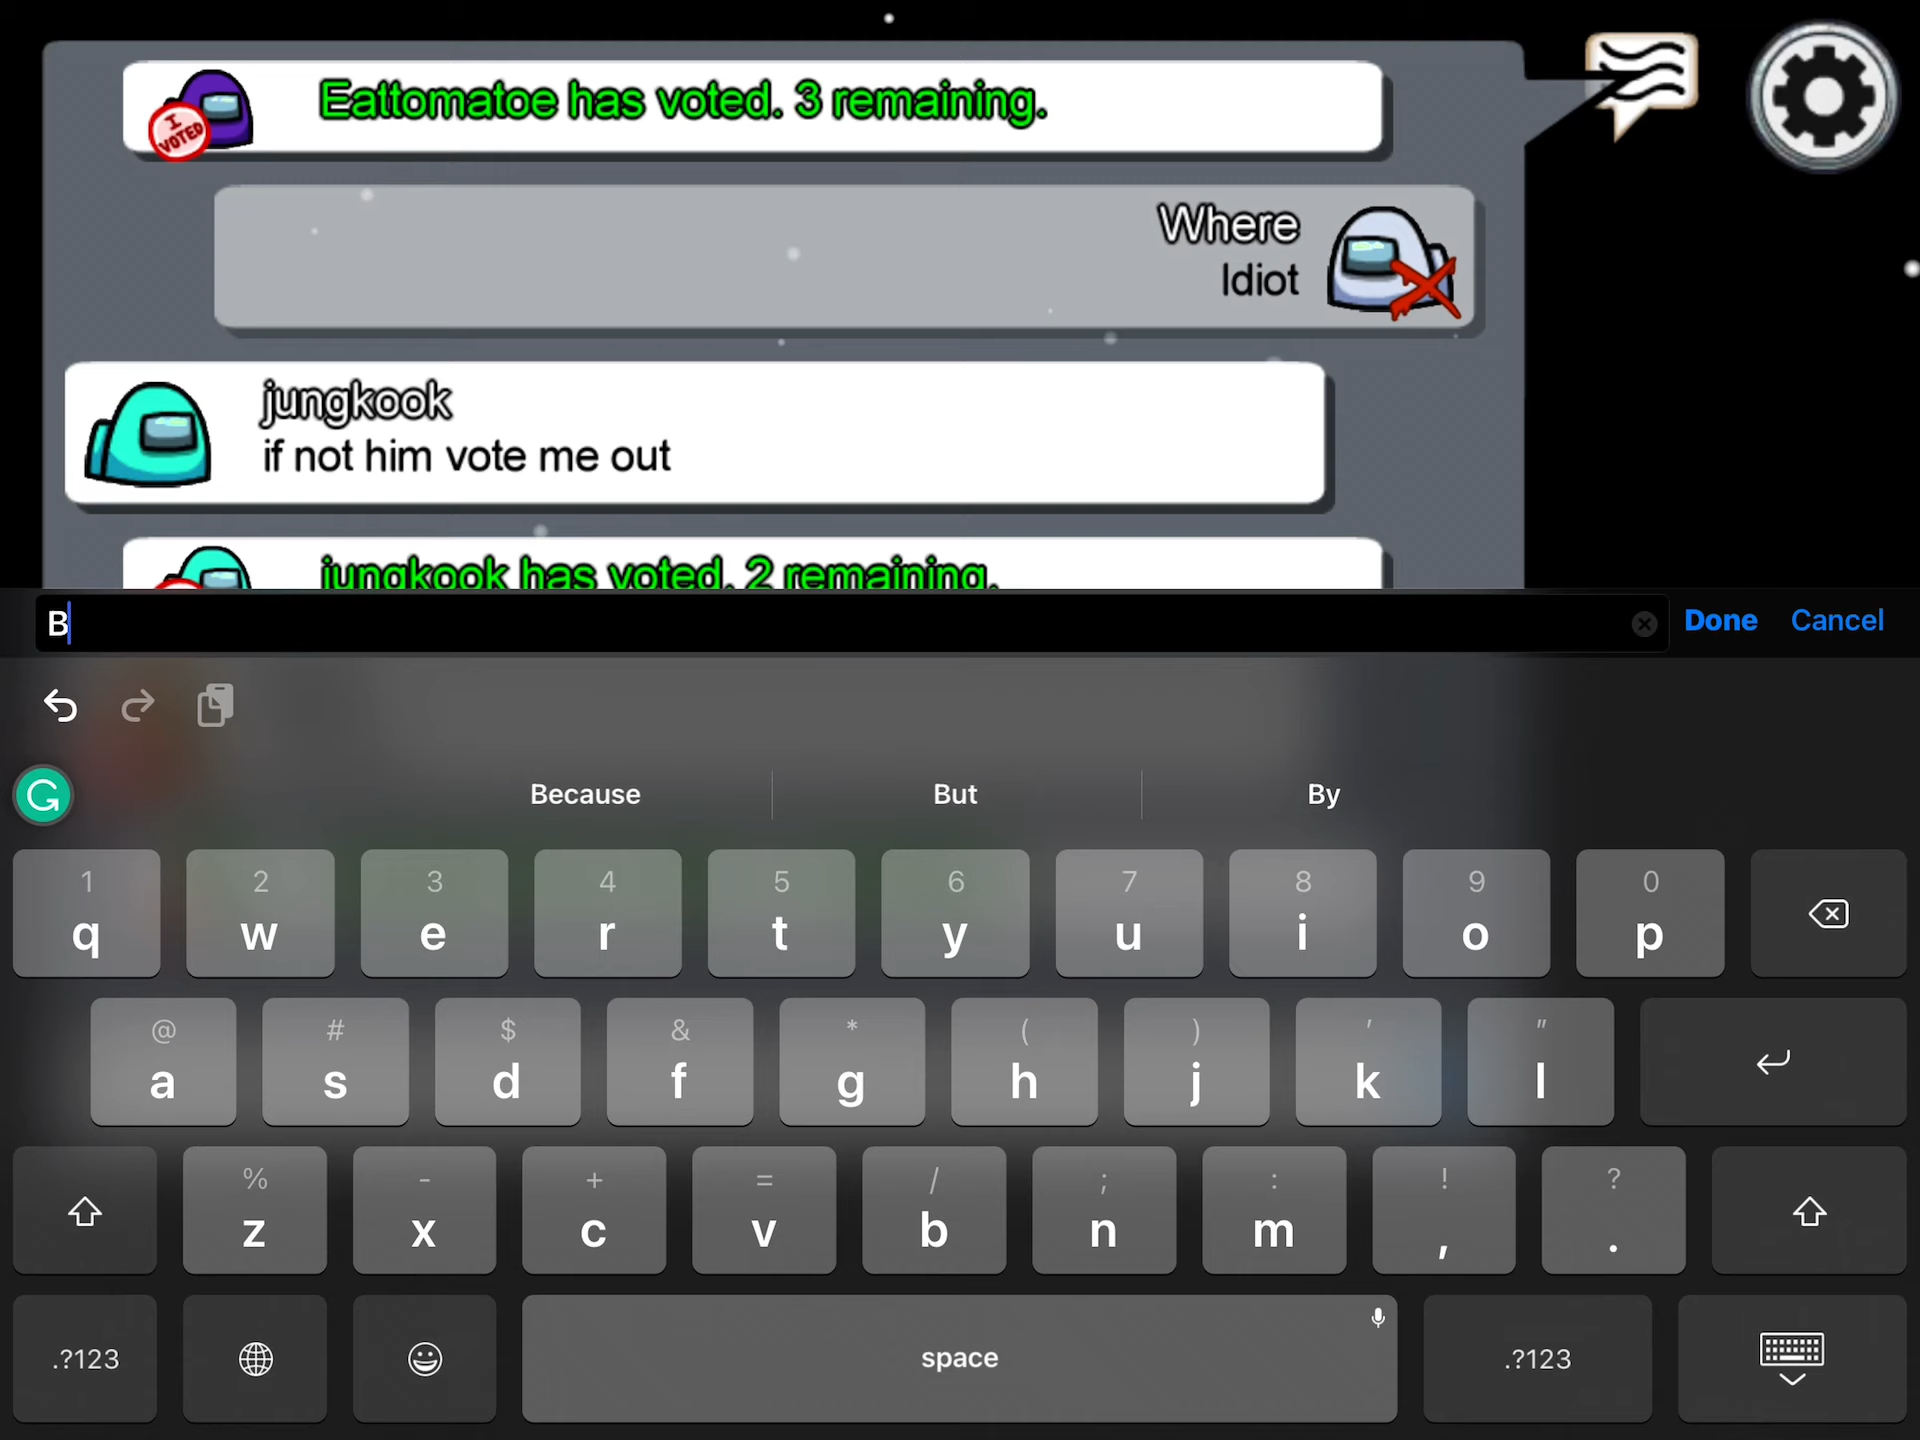 Eattomatoe has voted. 3 remaining.
I VOTED
Where
Idiot
jungkook
if not him vote me out
jungkook has voted. 2 remaining.
B
Done
Cancel
Because
But
By
1 2 3 4 5 6 7 8 9 0
q w e r t y u i o p
@ # $ & * ( ) ' "
a s d f g h j k l
% - + = / ; : ! ?
z x c v b n m , .
.?123
space
.?123